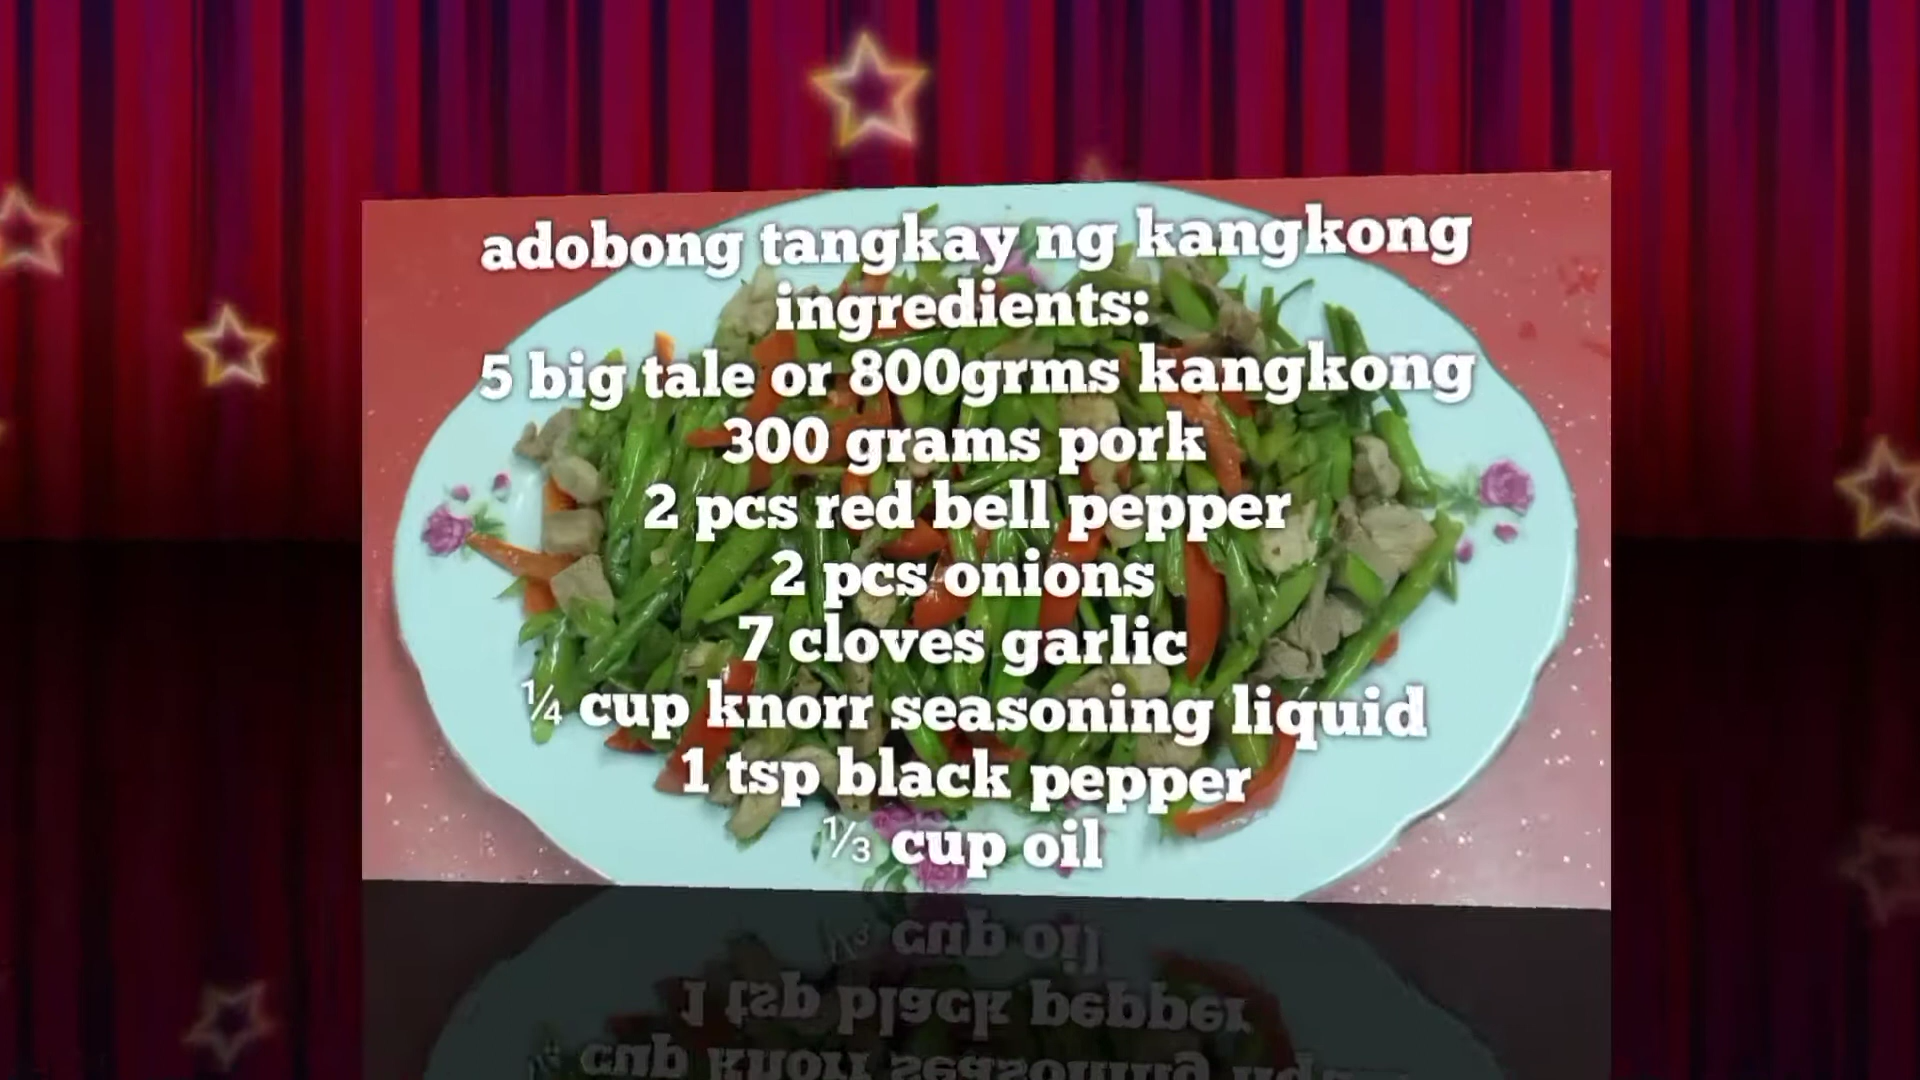 adobong tangkay ng kangkong
ingredients:
5 big tale or 800grms kangkong
300 grams pork
2 pcs red bell pepper
2 pcs onions
7 cloves garlic
¼ cup knorr seasoning liquid
1 tsp black pepper
⅓ cup oil